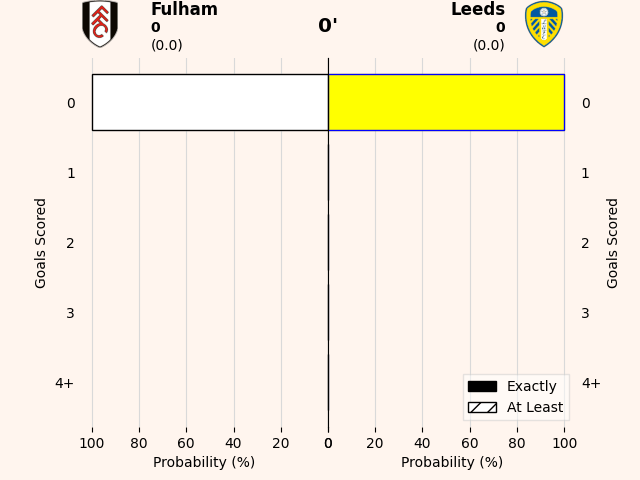 Fulham
0
(0.0)
0'
Leeds
0
(0.0)
0
1
2
3
4+
Goals Scored
0
1
2
3
4+
Goals Scored
Exactly
At Least
100 80 60 40 20 0
0 20 40 60 80 100
Probability (%)
Probability (%)